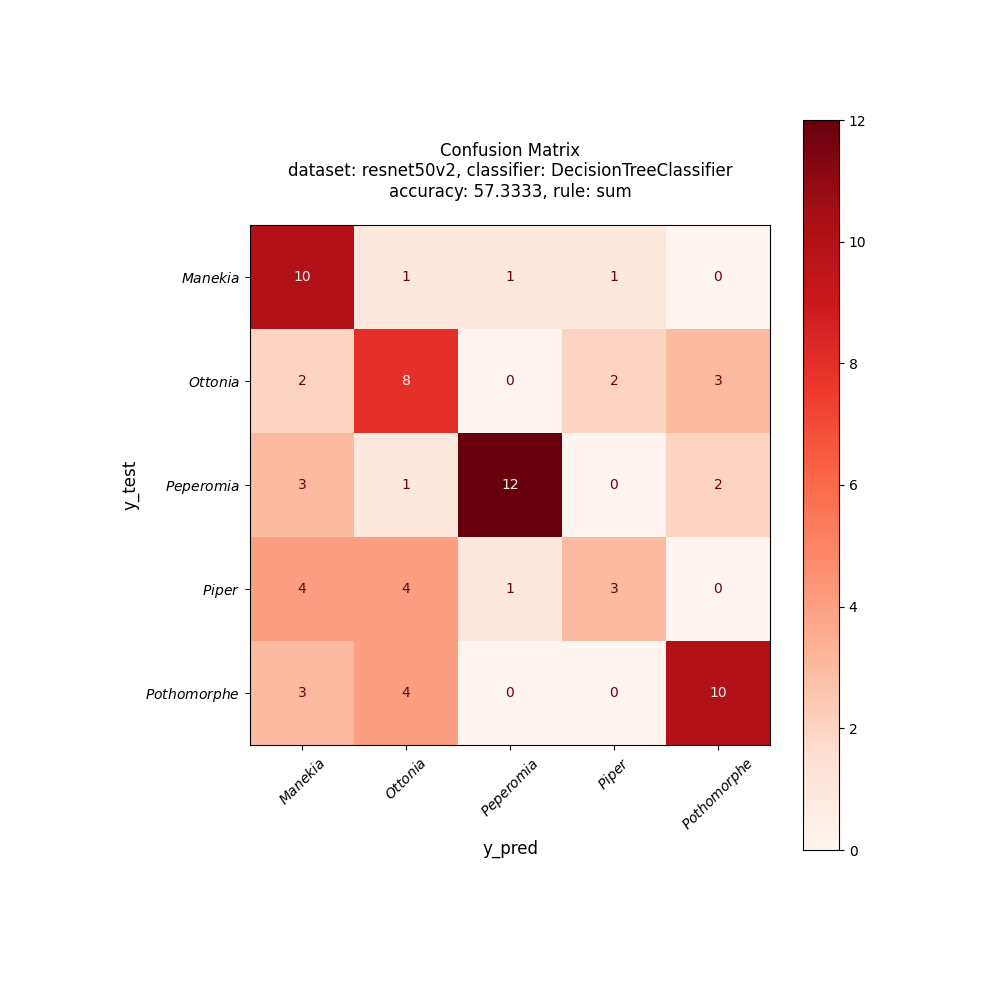 Confusion Matrix
dataset: resnet50v2, classifier: DecisionTreeClassifier
accuracy: 57.3333, rule: sum
12
10
8
6
4
2
0
y_test
Manekia 10 1 1 1 0
Ottonia 2 8 0 2 3
Peperomia 3 1 12 0 2
Piper 4 4 1 3 0
Pothomorphe 3 4 0 0 10
Manekia Ottonia Peperomia Piper Pothomorphe
y_pred